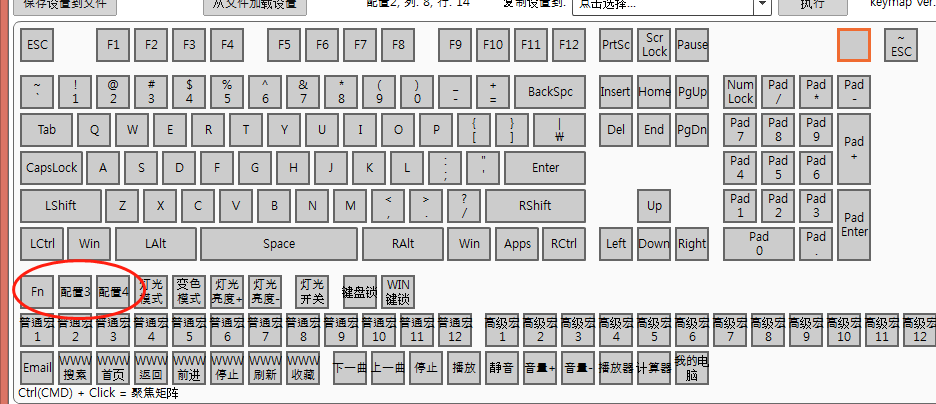 保存设置到文件 从文件加载设置 配置2, 列: 8, 行: 14 复制设置到: 点击选择... 执行 keymap ver.
ESC F1 F2 F3 F4 F5 F6 F7 F8 F9 F10 F11 F12 PrtSc Scr Lock Pause ~ ESC
~ ` ! 1 @ 2 # 3 $ 4 % 5 ^ 6 & 7 * 8 ( 9 ) 0 _ - + = BackSpc Insert Home PgUp Num Lock Pad / Pad * Pad -
Tab Q W E R T Y U I O P { [ } ] | ₩ Del End PgDn Pad 7 Pad 8 Pad 9 Pad +
CapsLock A S D F G H J K L : ; " ' Enter Pad 4 Pad 5 Pad 6
LShift Z X C V B N M < , > . ? / RShift Up Pad 1 Pad 2 Pad 3 Pad Enter
LCtrl Win LAlt Space RAlt Win Apps RCtrl Left Down Right Pad 0 Pad .
Fn 配置3 配置4 灯光模式 变色模式 灯光亮度+ 灯光亮度- 灯光开关 键盘锁 WIN键锁
普通宏1 普通宏2 普通宏3 普通宏4 普通宏5 普通宏6 普通宏7 普通宏8 普通宏9 普通宏10 普通宏11 普通宏12 高级宏1 高级宏2 高级宏3 高级宏4 高级宏5 高级宏6 高级宏7 高级宏8 高级宏9 高级宏10 高级宏11 高级宏12
Email WWW搜索 WWW首页 WWW返回 WWW前进 WWW停止 WWW刷新 WWW收藏 下一曲 上一曲 停止 播放 静音 音量+ 音量- 播放器 计算器 我的电脑
Ctrl(CMD) + Click = 聚焦矩阵